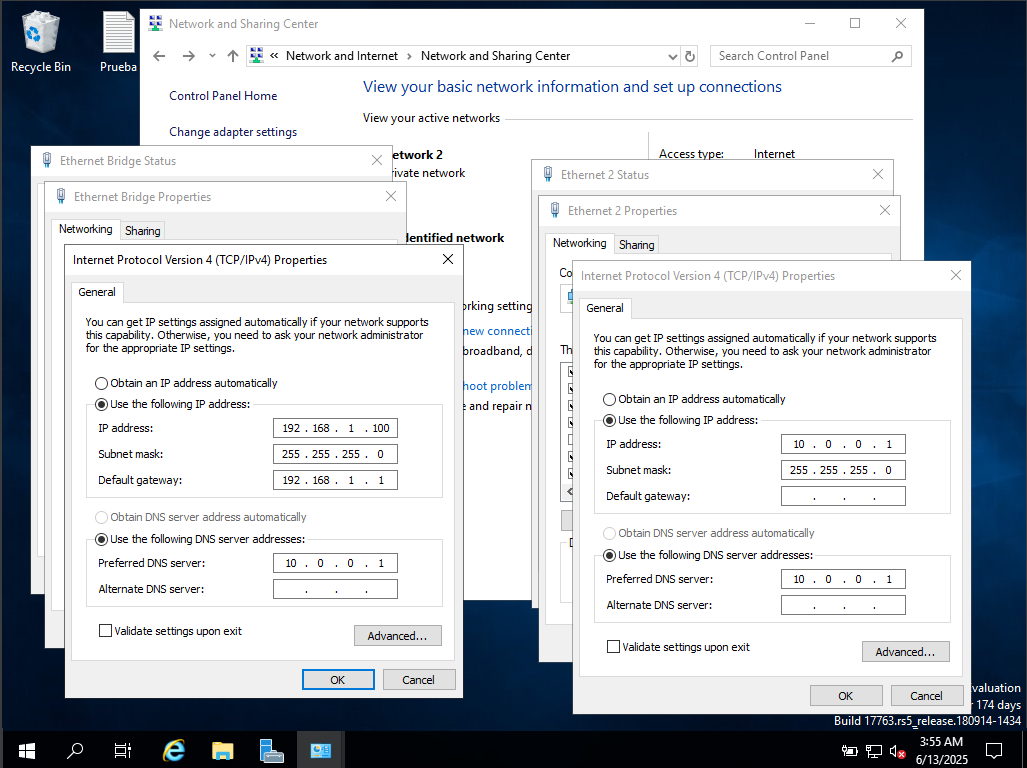 Recycle Bin
Prueba
Network and Sharing Center
« Network and Internet › Network and Sharing Center
Search Control Panel
Control Panel Home
Change adapter settings
View your basic network information and set up connections
View your active networks
etwork 2
rivate network
Access type: Internet
dentified network
rking setting
new connecti
broadband, d
hoot problem
e and repair n
Ethernet Bridge Status
Ethernet Bridge Properties
Networking
Sharing
Internet Protocol Version 4 (TCP/IPv4) Properties
General
You can get IP settings assigned automatically if your network supports
this capability. Otherwise, you need to ask your network administrator
for the appropriate IP settings.
Obtain an IP address automatically
Use the following IP address:
IP address: 192 . 168 . 1 . 100
Subnet mask: 255 . 255 . 255 . 0
Default gateway: 192 . 168 . 1 . 1
Obtain DNS server address automatically
Use the following DNS server addresses:
Preferred DNS server: 10 . 0 . 0 . 1
Alternate DNS server: . . .
Validate settings upon exit
Advanced...
OK
Cancel
Ethernet 2 Status
Ethernet 2 Properties
Networking
Sharing
Co
Th
Internet Protocol Version 4 (TCP/IPv4) Properties
General
You can get IP settings assigned automatically if your network supports
this capability. Otherwise, you need to ask your network administrator
for the appropriate IP settings.
Obtain an IP address automatically
Use the following IP address:
IP address: 10 . 0 . 0 . 1
Subnet mask: 255 . 255 . 255 . 0
Default gateway: . . .
Obtain DNS server address automatically
Use the following DNS server addresses:
Preferred DNS server: 10 . 0 . 0 . 1
Alternate DNS server: . . .
Validate settings upon exit
Advanced...
OK
Cancel
valuation
174 days
Build 17763.rs5_release.180914-1434
3:55 AM
6/13/2025